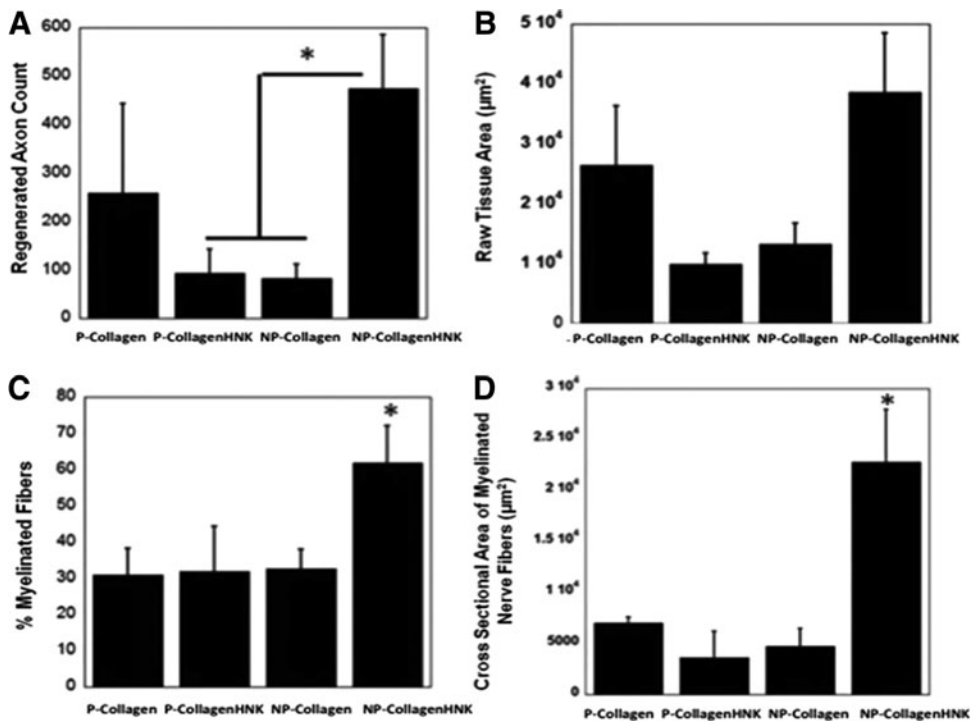 A
Regenerated Axon Count
600
500
400
300
200
100
0
*
P-Collagen P-CollagenHNK NP-Collagen NP-CollagenHNK
B
Raw Tissue Area (µm²)
5 10⁴
4 10⁴
3 10⁴
2 10⁴
1 10⁴
0
P-Collagen P-CollagenHNK NP-Collagen NP-CollagenHNK
C
% Myelinated Fibers
80
70
60
50
40
30
20
10
0
*
P-Collagen P-CollagenHNK NP-Collagen NP-CollagenHNK
D
Cross Sectional Area of Myelinated
Nerve Fibers (µm²)
3 10⁴
2.5 10⁴
2 10⁴
1.5 10⁴
1 10⁴
5000
0
*
P-Collagen P-CollagenHNK NP-Collagen NP-CollagenHNK